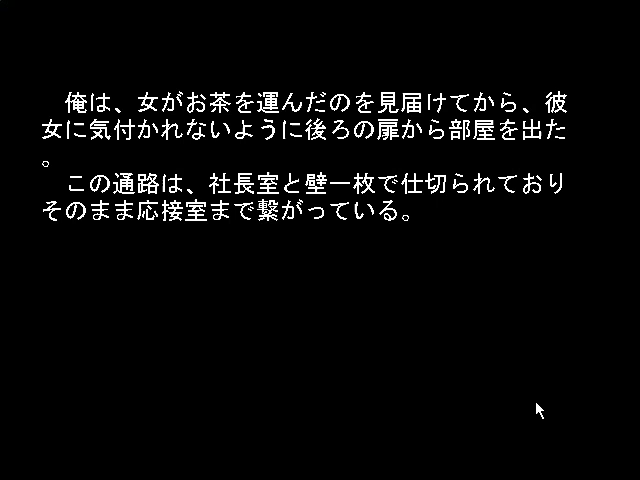 俺は、女がお茶を運んだのを見届けてから、彼
女に気付かれないように後ろの扉から部屋を出た
。
　この通路は、社長室と壁一枚で仕切られており
そのまま応接室まで繋がっている。